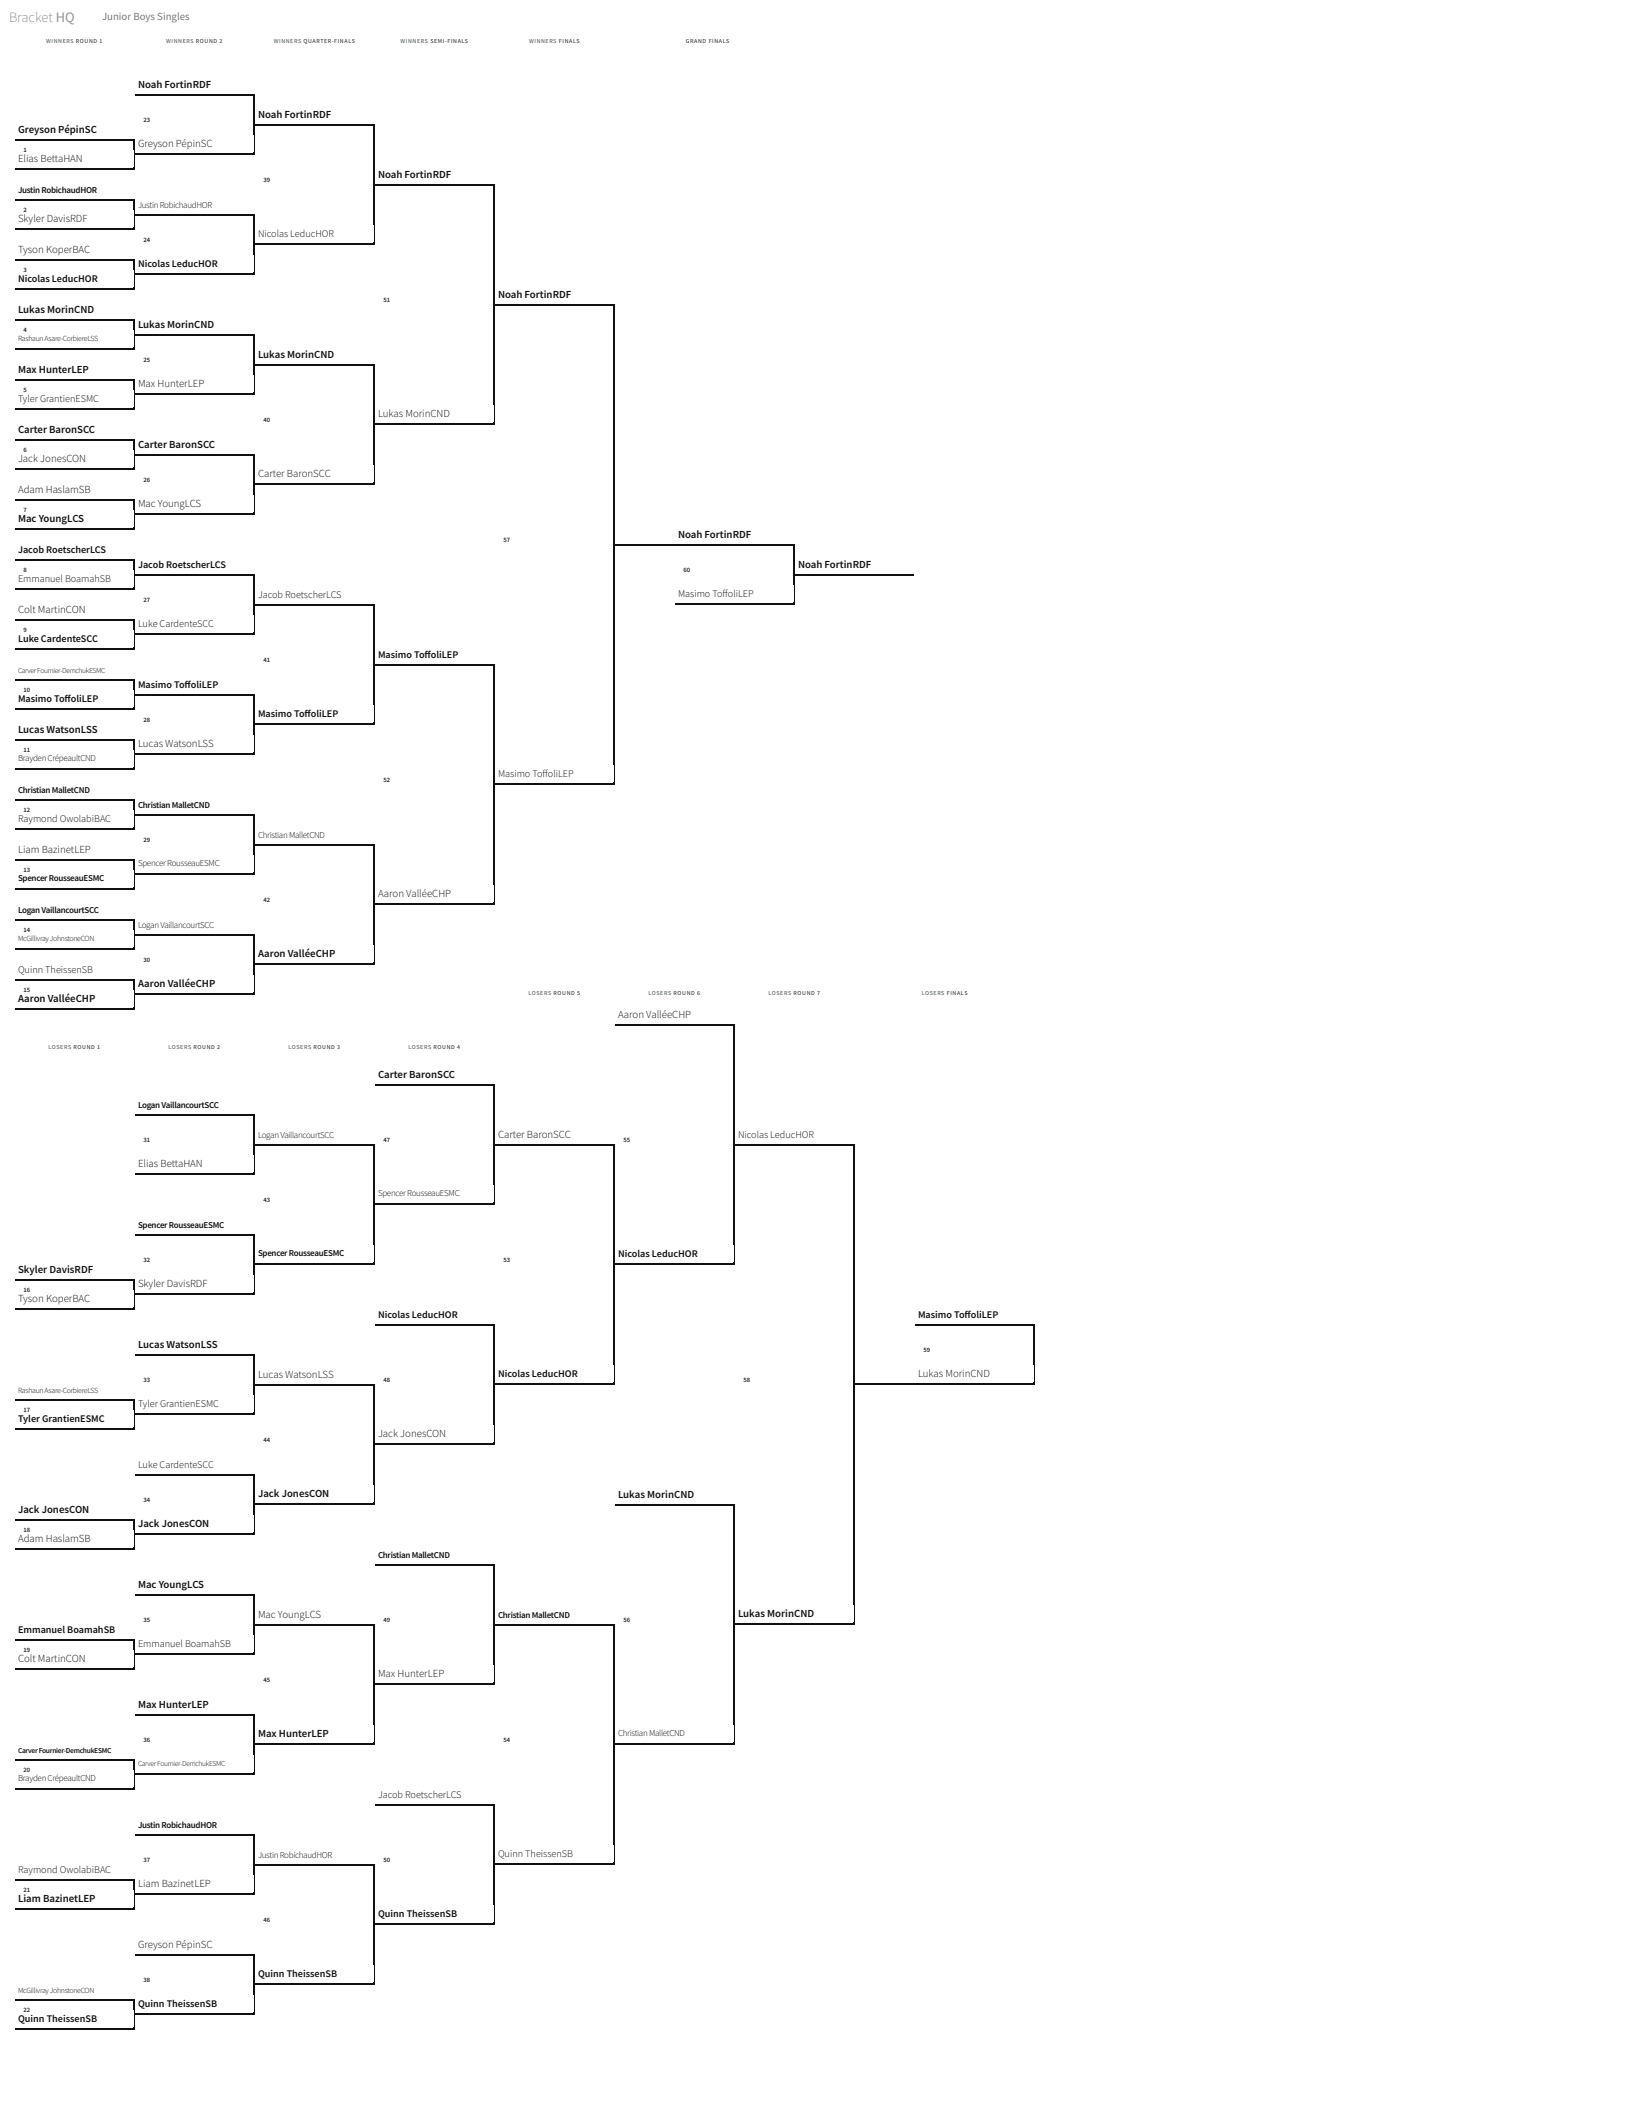 Bracket HQ Junior Boys Singles
WINNERS ROUND 1 WINNERS ROUND 2 WINNERS QUARTER-FINALS WINNERS SEMI-FINALS WINNERS FINALS GRAND FINALS
Noah FortinRDF
Noah FortinRDF
23
Greyson PépinSC
Greyson PépinSC
1
Elias BettaHAN
Noah FortinRDF
39
Justin RobichaudHOR
Justin RobichaudHOR
2
Skyler DavisRDF
Nicolas LeducHOR
24
Tyson KoperBAC
Nicolas LeducHOR
3
Nicolas LeducHOR
Noah FortinRDF
51
Lukas MorinCND
Lukas MorinCND
4
Rashaun Asare-CorbiereLSS
Lukas MorinCND
25
Max HunterLEP
Max HunterLEP
5
Tyler GrantienESMC
Lukas MorinCND
40
Carter BaronSCC
Carter BaronSCC
6
Jack JonesCON
Carter BaronSCC
26
Adam HaslamSB
Mac YoungLCS
7
Mac YoungLCS
Noah FortinRDF
57
Jacob RoetscherLCS
Noah FortinRDF
Jacob RoetscherLCS
8
60
Emmanuel BoamahSB
Masimo ToffoliLEP
Jacob RoetscherLCS
27
Colt MartinCON
Luke CardenteSCC
9
Luke CardenteSCC
Masimo ToffoliLEP
41
Carver Fournier-DemchukESMC
Masimo ToffoliLEP
10
Masimo ToffoliLEP
Masimo ToffoliLEP
28
Lucas WatsonLSS
Lucas WatsonLSS
11
Brayden CrépeaultCND
Masimo ToffoliLEP
52
Christian MalletCND
Christian MalletCND
12
Raymond OwolabiBAC
Christian MalletCND
29
Liam BazinetLEP
Spencer RousseauESMC
13
Spencer RousseauESMC
Aaron ValléeCHP
42
Logan VaillancourtSCC
Logan VaillancourtSCC
14
McGillivray JohnstoneCON
Aaron ValléeCHP
30
Quinn TheissenSB
Aaron ValléeCHP
15
Aaron ValléeCHP
LOSERS ROUND 5 LOSERS ROUND 6 LOSERS ROUND 7 LOSERS FINALS
Aaron ValléeCHP
LOSERS ROUND 1 LOSERS ROUND 2 LOSERS ROUND 3 LOSERS ROUND 4
Carter BaronSCC
Logan VaillancourtSCC
Logan VaillancourtSCC
Carter BaronSCC
Nicolas LeducHOR
31
47
55
Elias BettaHAN
Spencer RousseauESMC
43
Spencer RousseauESMC
Spencer RousseauESMC
Nicolas LeducHOR
32
53
Skyler DavisRDF
Skyler DavisRDF
16
Tyson KoperBAC
Nicolas LeducHOR
Masimo ToffoliLEP
Lucas WatsonLSS
59
Lucas WatsonLSS
Nicolas LeducHOR
Lukas MorinCND
33
48
58
Rashaun Asare-CorbiereLSS
Tyler GrantienESMC
17
Tyler GrantienESMC
Jack JonesCON
44
Luke CardenteSCC
Jack JonesCON
Lukas MorinCND
34
Jack JonesCON
Jack JonesCON
18
Adam HaslamSB
Christian MalletCND
Mac YoungLCS
Mac YoungLCS
Christian MalletCND
Lukas MorinCND
35
49
56
Emmanuel BoamahSB
Emmanuel BoamahSB
19
Colt MartinCON
Max HunterLEP
45
Max HunterLEP
Max HunterLEP
Christian MalletCND
36
54
Carver Fournier-DemchukESMC
Carver Fournier-DemchukESMC
20
Brayden CrépeaultCND
Jacob RoetscherLCS
Justin RobichaudHOR
Justin RobichaudHOR
Quinn TheissenSB
37
50
Raymond OwolabiBAC
Liam BazinetLEP
21
Liam BazinetLEP
Quinn TheissenSB
46
Greyson PépinSC
Quinn TheissenSB
38
McGillivray JohnstoneCON
Quinn TheissenSB
22
Quinn TheissenSB